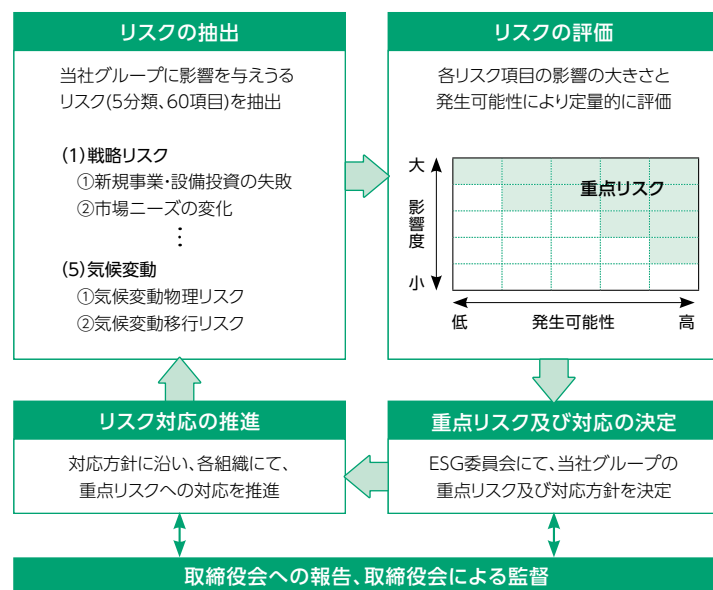 リスクの抽出
当社グループに影響を与えうる
リスク(5分類、60項目)を抽出
(1)戦略リスク
①新規事業・設備投資の失敗
②市場ニーズの変化
⋮
(5)気候変動
①気候変動物理リスク
②気候変動移行リスク
リスクの評価
各リスク項目の影響の大きさと
発生可能性により定量的に評価
大
影響度
小
重点リスク
低
発生可能性
高
重点リスク及び対応の決定
ESG委員会にて、当社グループの
重点リスク及び対応方針を決定
リスク対応の推進
対応方針に沿い、各組織にて、
重点リスクへの対応を推進
取締役会への報告、取締役会による監督